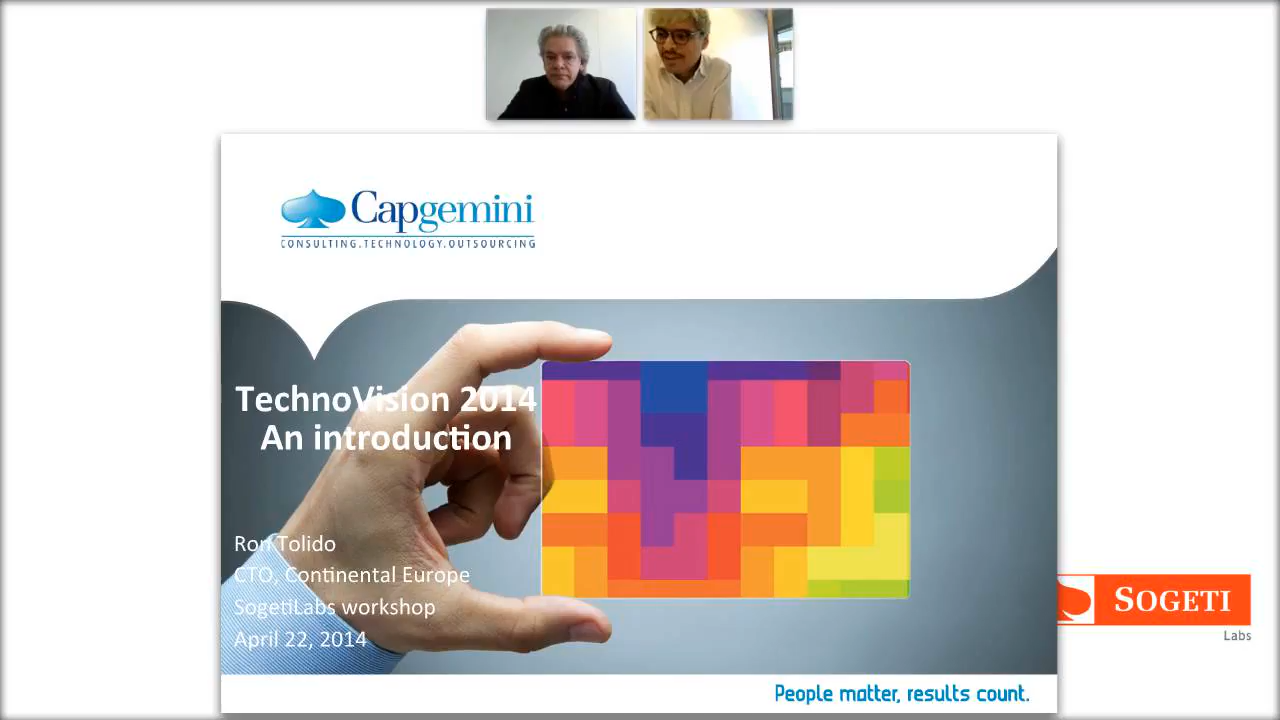 Capgemini
CONSULTING.TECHNOLOGY.OUTSOURCING
TechnoVision 2014
An introduction
Ron Tolido
CTO, Continental Europe
SogetiLabs workshop
April 22, 2014
SOGETI
Labs
People matter, results count.